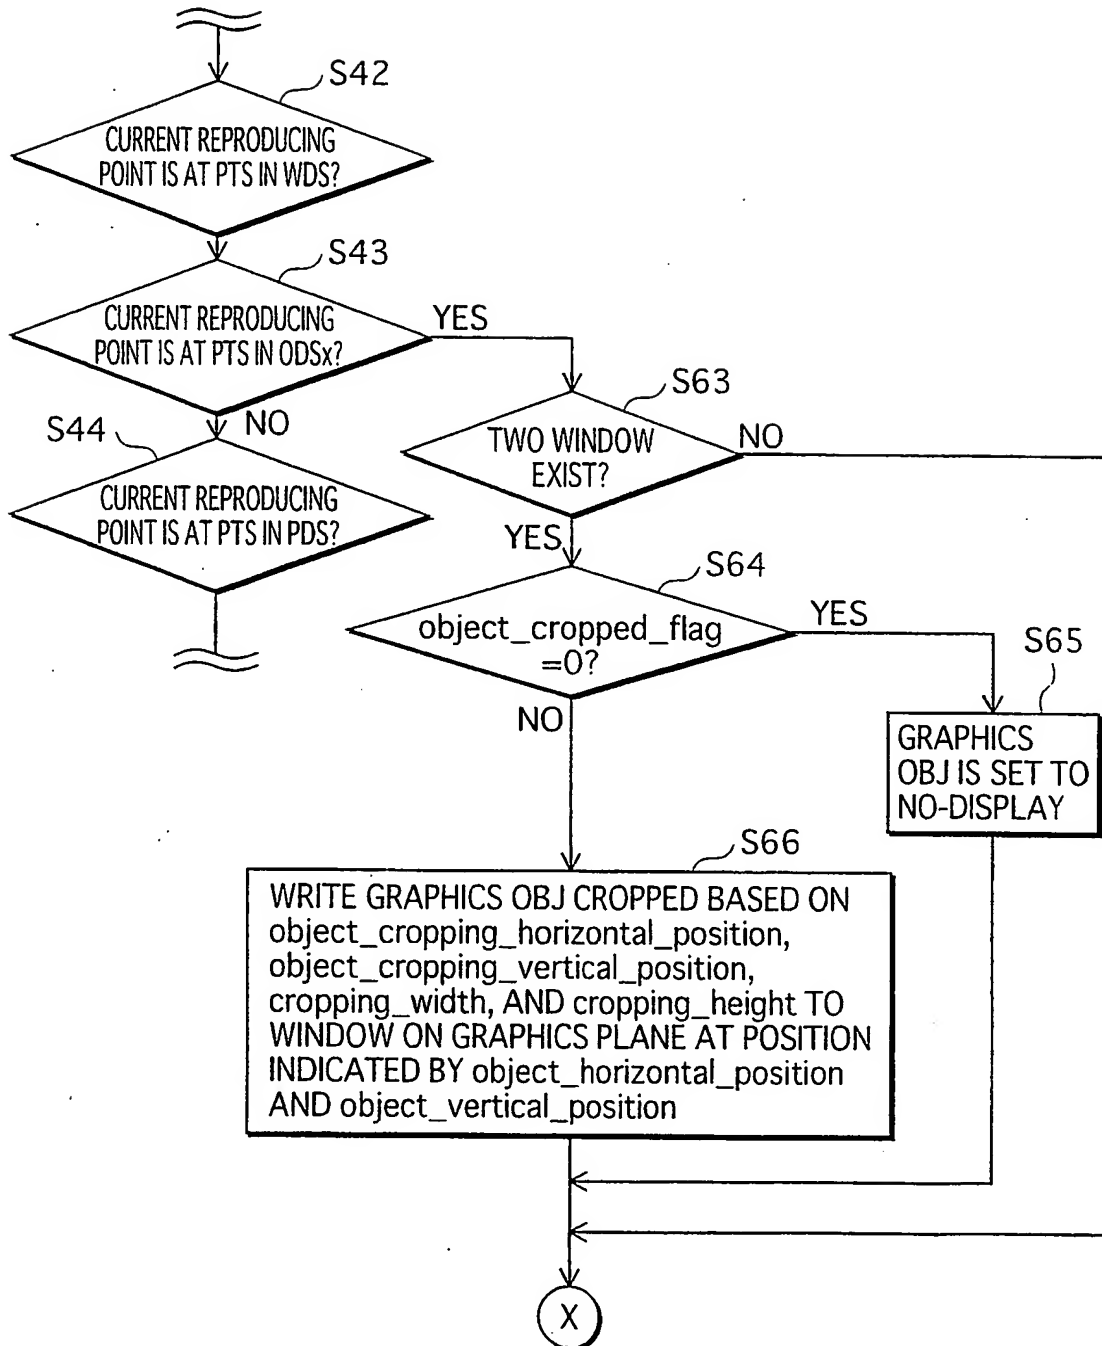 S42
CURRENT REPRODUCING
POINT IS AT PTS IN WDS?
S43
CURRENT REPRODUCING
POINT IS AT PTS IN ODSx?
YES
NO
S44
CURRENT REPRODUCING
POINT IS AT PTS IN PDS?
S63
TWO WINDOW
EXIST?
NO
YES
S64
object_cropped_flag
=0?
YES
NO
S65
GRAPHICS
OBJ IS SET TO
NO-DISPLAY
S66
WRITE GRAPHICS OBJ CROPPED BASED ON
object_cropping_horizontal_position,
object_cropping_vertical_position,
cropping_width, AND cropping_height TO
WINDOW ON GRAPHICS PLANE AT POSITION
INDICATED BY object_horizontal_position
AND object_vertical_position
X